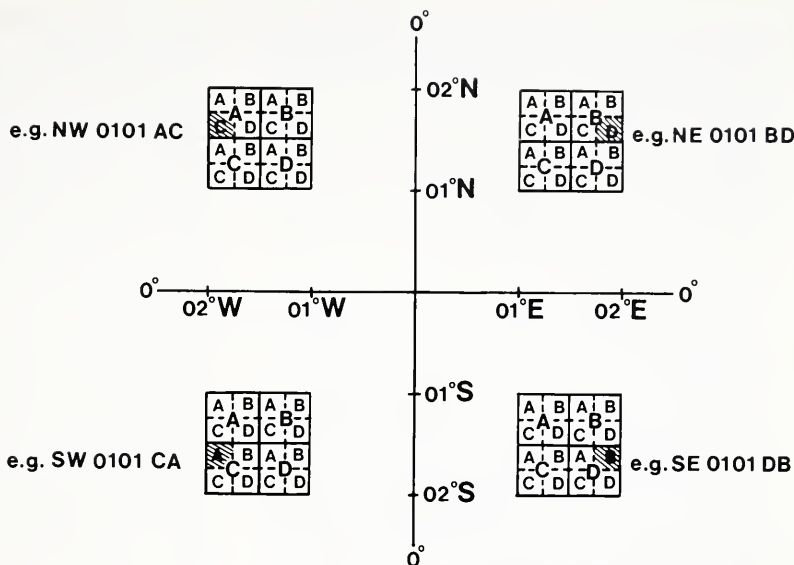 0°
A B A B
A B
C D C D
A B A B
C D
C D C D
e.g. NW 0101 AC
02°N
01°N
A B A B
A B
C D C D
A B A B
C D
C D C D
e.g. NE 0101 BD
0°
02°W
01°W
01°E
02°E
0°
A B A B
A B
C D C D
A B A B
C D
C D C D
e.g. SW 0101 CA
01°S
02°S
A B A B
A B
C D C D
A B A B
C D
C D C D
e.g. SE 0101 DB
0°